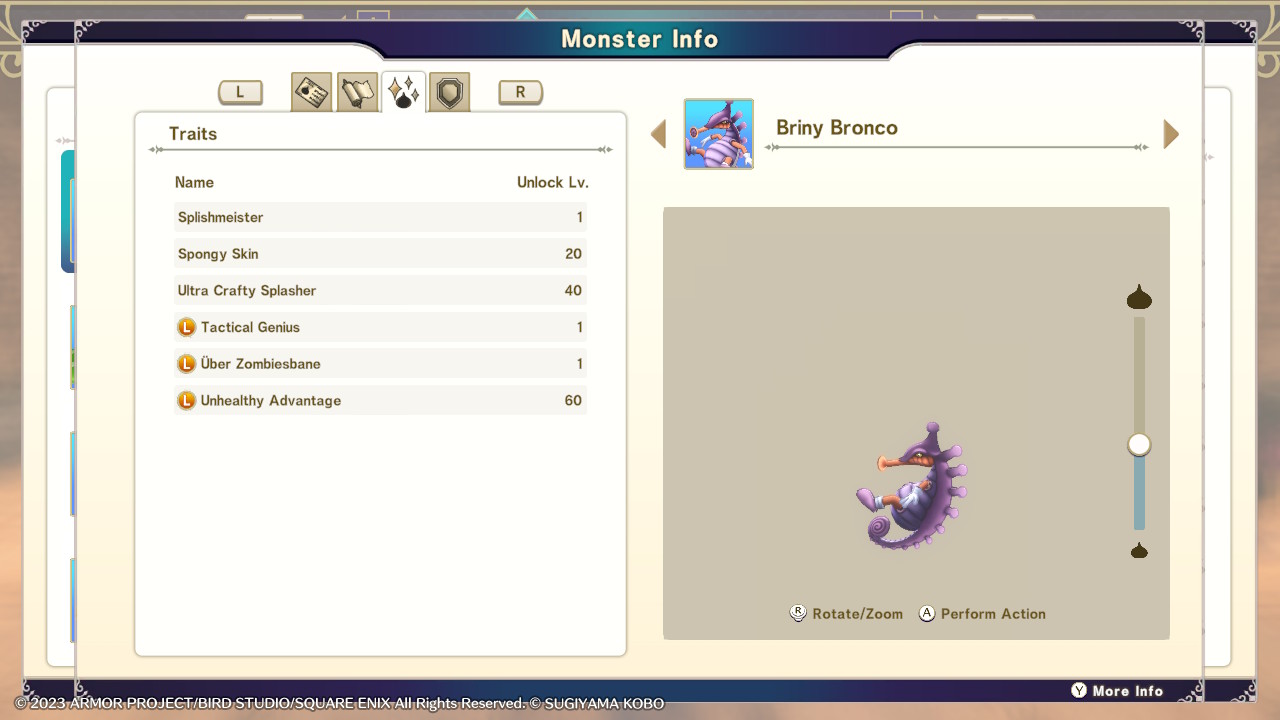 Monster Info
L R
Traits
Name Unlock Lv.
Splishmeister 1
Spongy Skin 20
Ultra Crafty Splasher 40
L Tactical Genius 1
L Über Zombiesbane 1
L Unhealthy Advantage 60
Briny Bronco
R Rotate/Zoom A Perform Action
Y More Info
© 2023 ARMOR PROJECT/BIRD STUDIO/SQUARE ENIX All Rights Reserved. © SUGIYAMA KOBO